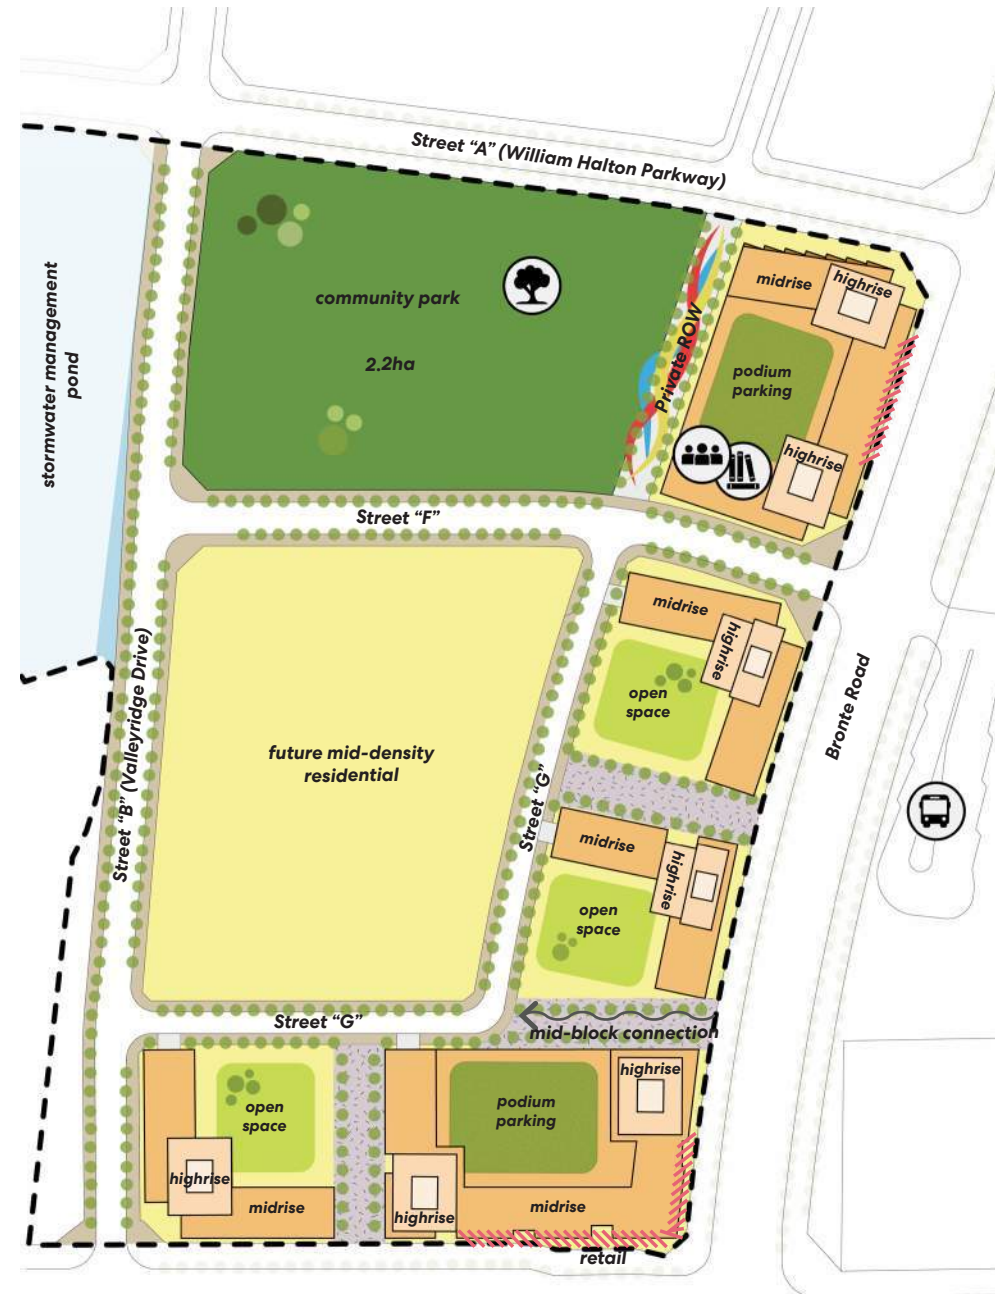 Street "A" (William Halton Parkway)
stormwater management
pond
community park
2.2ha
Private ROW
midrise
highrise
podium
parking
highrise
Street "F"
midrise
highrise
open
space
Bronte Road
Street "B" (Valleyridge Drive)
future mid-density
residential
Street "G"
midrise
highrise
open
space
Street "G"
mid-block connection
open
space
highrise
midrise
podium
parking
highrise
highrise
midrise
retail